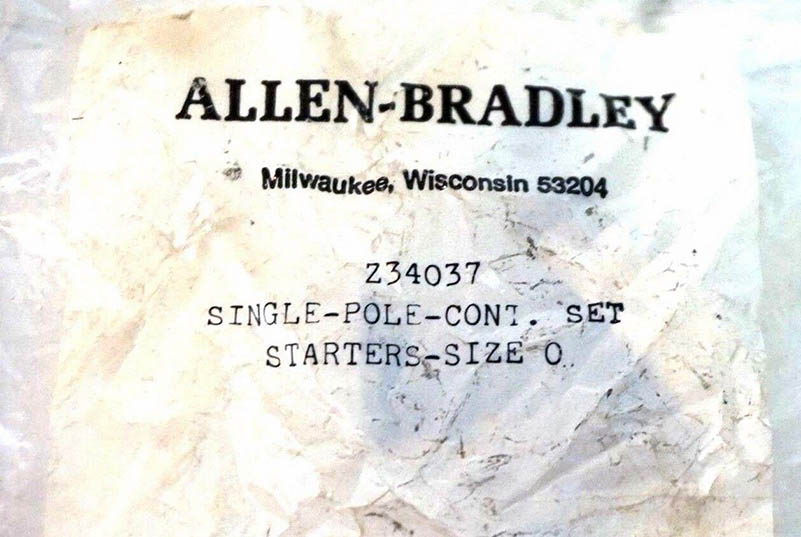 ALLEN-BRADLEY
Milwaukee, Wisconsin 53204
Z34037
SINGLE-POLE-CONT. SET
STARTERS-SIZE 0